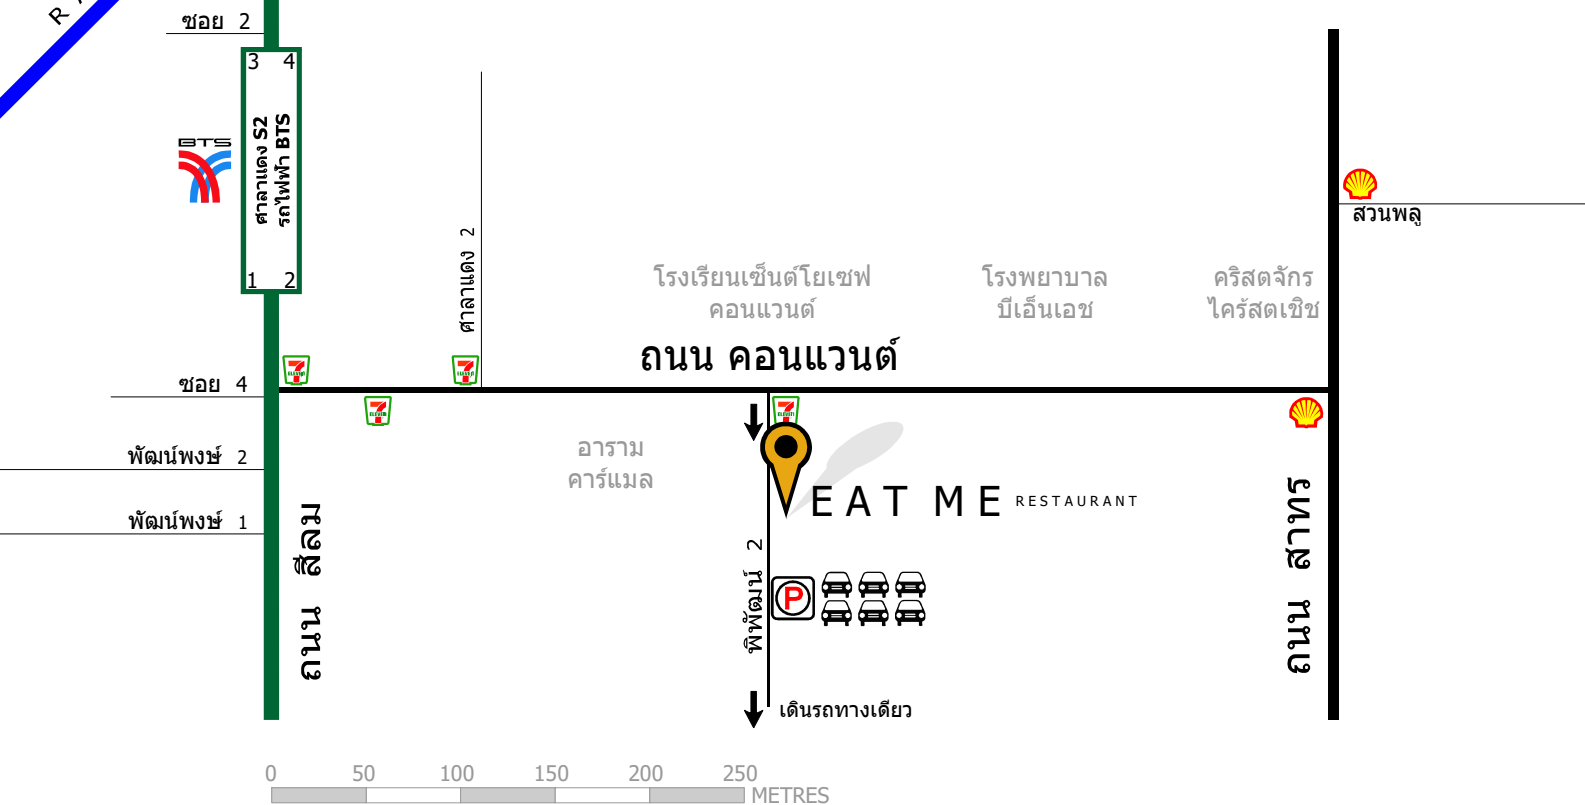 R
ซอย 2
3 4
BTS
ศาลาแดง S2
รถไฟฟ้า BTS
1 2
ศาลาแดง 2
สวนพลู
โรงเรียนเซ็นต์โยเซฟ
คอนแวนต์
โรงพยาบาล
บีเอ็นเอช
คริสตจักร
ไคร้สตเชิช
ถนน คอนแวนต์
7 ELEVEN
7 ELEVEN
ซอย 4
7 ELEVEN
7 ELEVEN
อาราม
คาร์แมล
พัฒน์พงษ์ 2
พัฒน์พงษ์ 1
EAT ME RESTAURANT
ถนน สีลม
พิพัฒน์ 2
P
ถนน สาทร
เดินรถทางเดียว
0 50 100 150 200 250
METRES